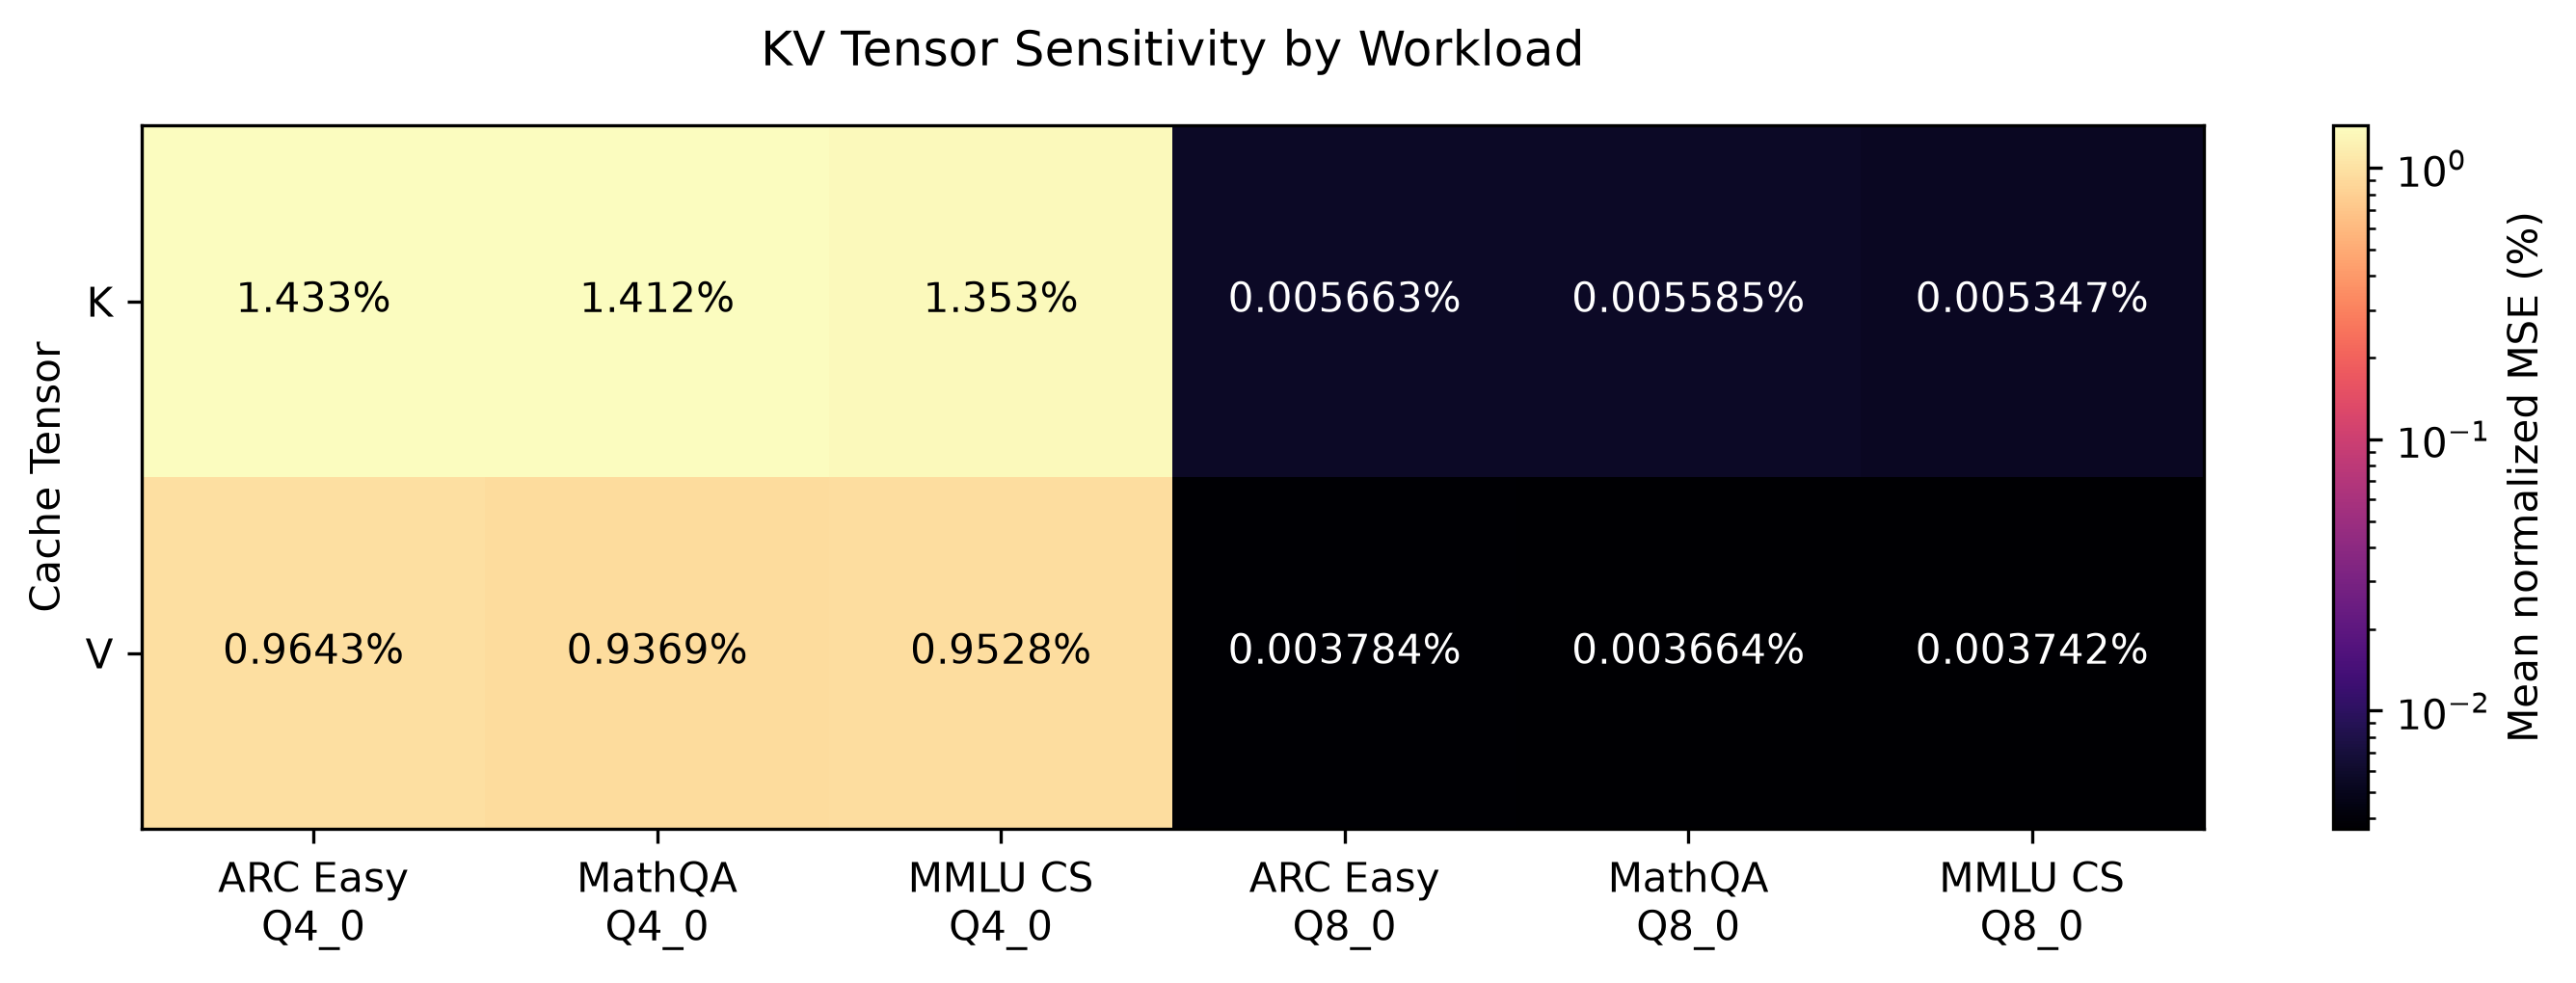 KV Tensor Sensitivity by Workload
Cache Tensor
K
1.433% 1.412% 1.353% 0.005663% 0.005585% 0.005347%
V
0.9643% 0.9369% 0.9528% 0.003784% 0.003664% 0.003742%
ARC Easy MathQA MMLU CS ARC Easy MathQA MMLU CS
Q4_0 Q4_0 Q4_0 Q8_0 Q8_0 Q8_0
10⁰
10⁻¹
10⁻²
Mean normalized MSE (%)